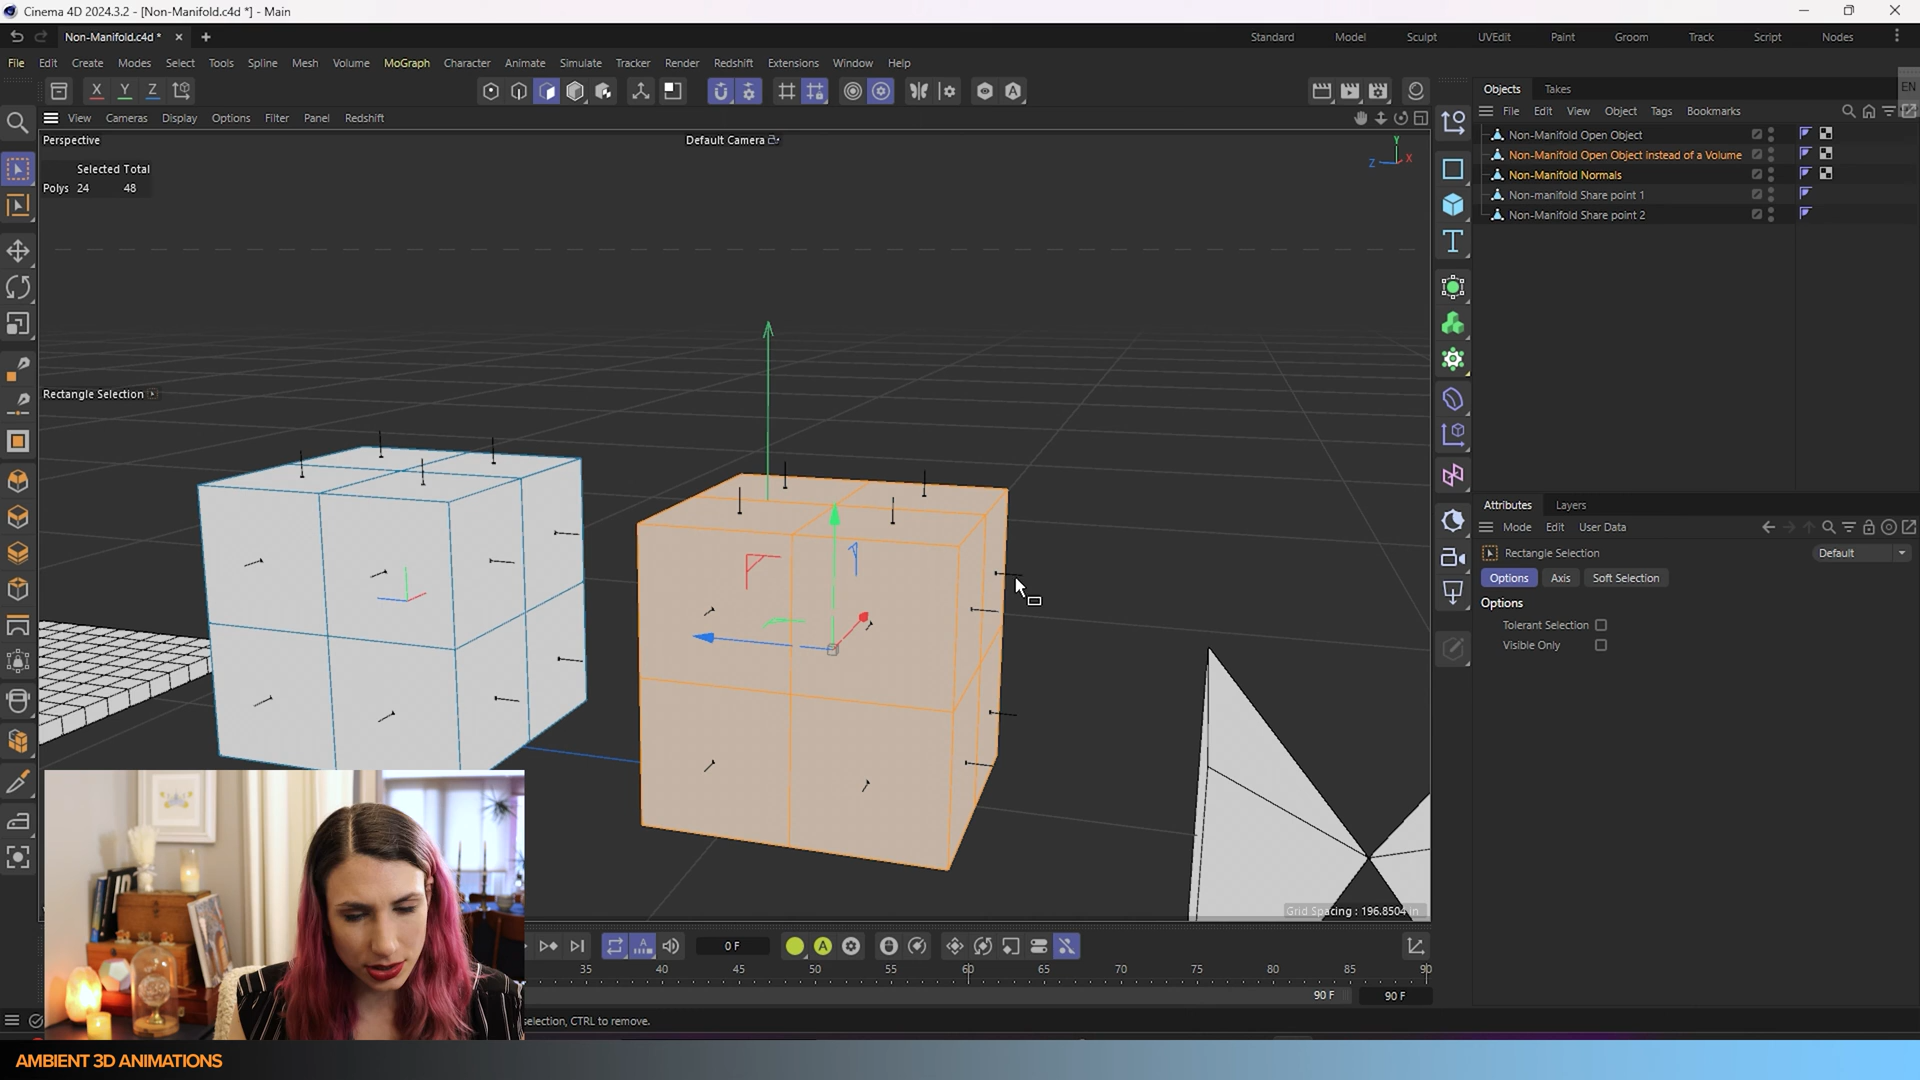 Cinema 4D 2024.3.2 - [Non-Manifold.c4d *] - Main
Non-Manifold.c4d *
Standard Model Sculpt UVEdit Paint Groom Track Script Nodes
File Edit Create Modes Select Tools Spline Mesh Volume MoGraph Character Animate Simulate Tracker Render Redshift Extensions Window Help
X Y Z
Objects Takes
EN
View Cameras Display Options Filter Panel Redshift
File Edit View Object Tags Bookmarks
Perspective
Default Camera
Y
Z X
Selected Total
Polys 24 48
Non-Manifold Open Object
Non-Manifold Open Object instead of a Volume
Non-Manifold Normals
Non-manifold Share point 1
Non-Manifold Share point 2
Rectangle Selection
Attributes Layers
Mode Edit User Data
Rectangle Selection
Default
Options Axis Soft Selection
Options
Tolerant Selection
Visible Only
Grid Spacing : 196.8504 in
0 F
35 40 45 50 55 60 65 70 75 80 85 90
90 F 90 F
selection, CTRL to remove.
AMBIENT 3D ANIMATIONS